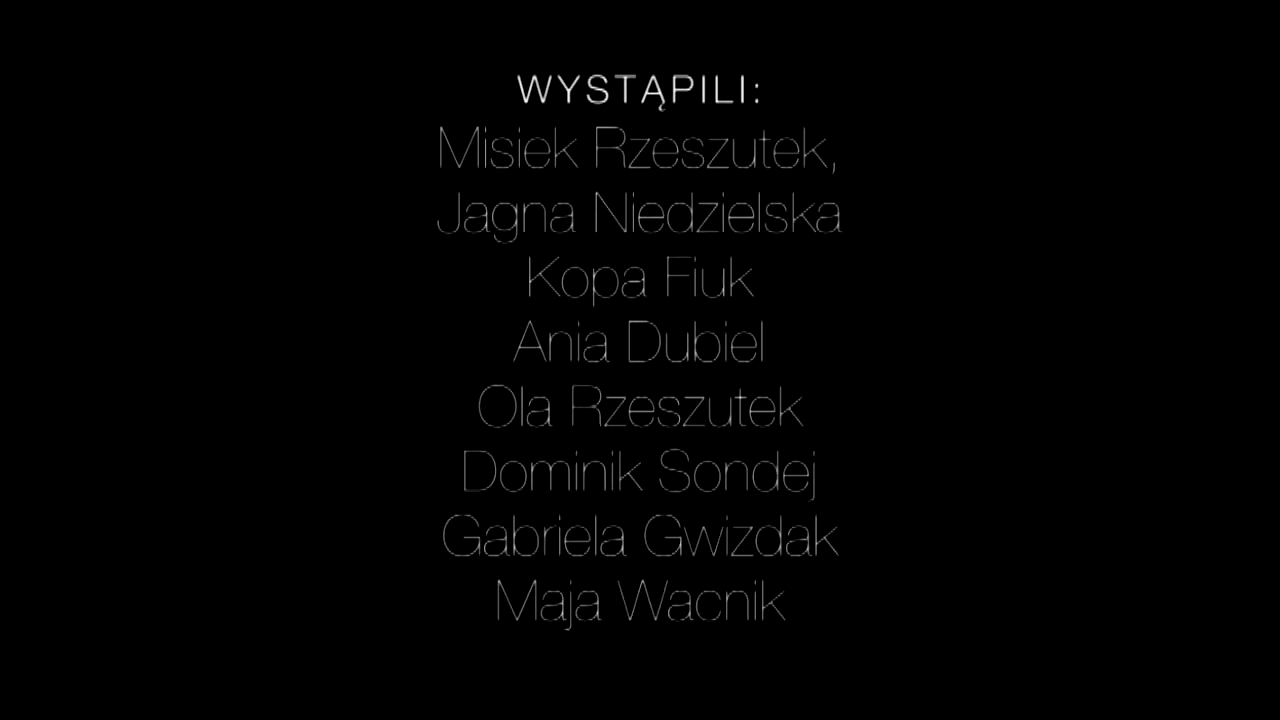 WYSTĄPILI:
Misiek Rzeszutek,
Jagna Niedzielska
Kopa Fiuk
Ania Dubiel
Ola Rzeszutek
Dominik Sondej
Gabriela Gwizdak
Maja Wacnik